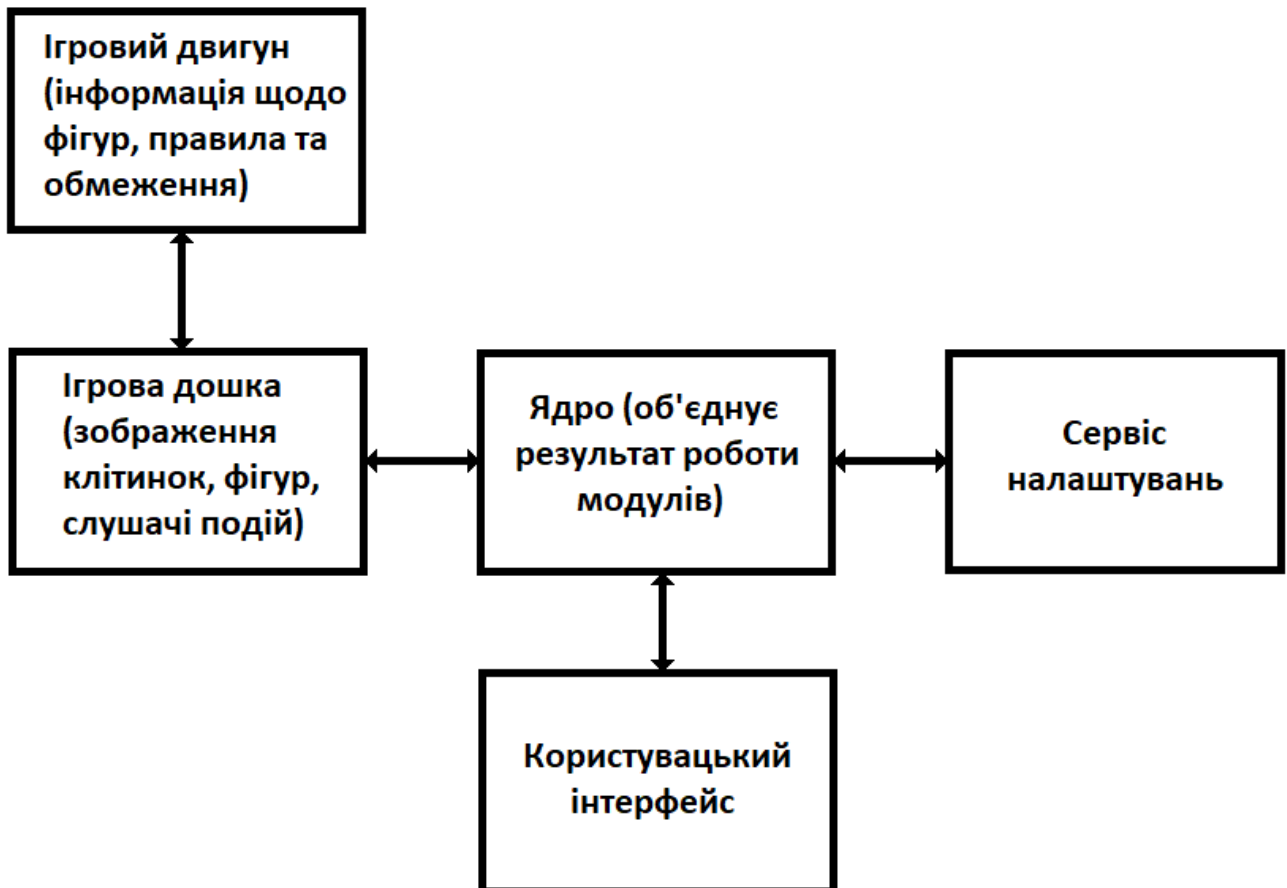 Ігровий двигун
(інформація щодо
фігур, правила та
обмеження)
Ігрова дошка
(зображення
клітинок, фігур,
слушачі подій)
Ядро (об'єднує
результат роботи
модулів)
Сервіс
налаштувань
Користувацький
інтерфейс